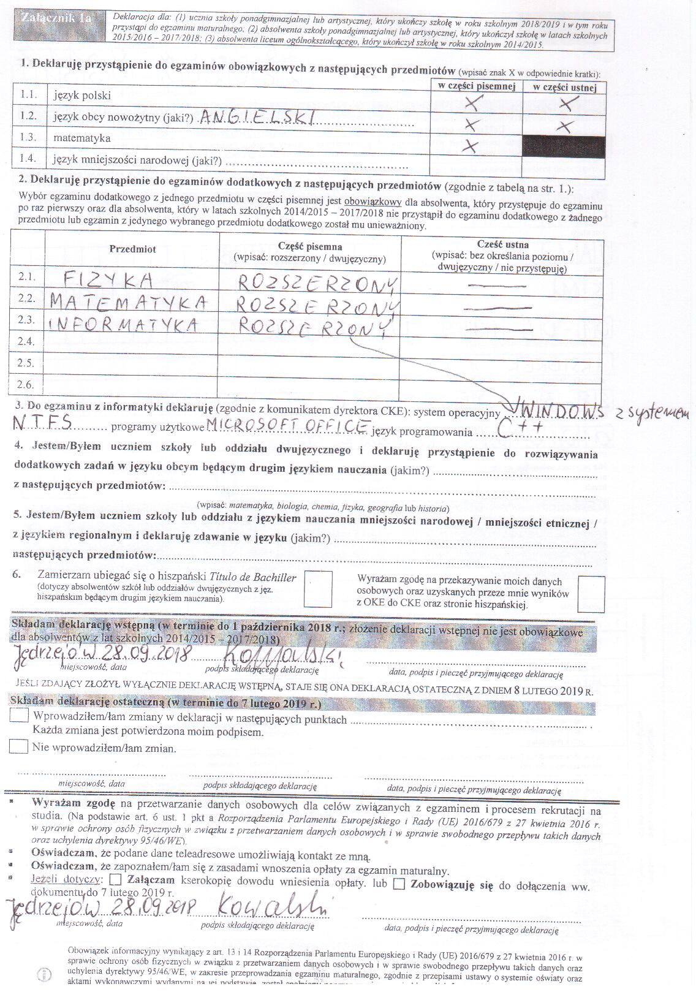 Załącznik 1a
Deklaracja dla: (1) ucznia szkoły ponadgimnazjalnej lub artystycznej, który ukończy szkołę w roku szkolnym 2018/2019 i w tym roku
przystąpi do egzaminu maturalnego, (2) absolwenta szkoły ponadgimnazjalnej lub artystycznej, który ukończył szkołę w latach szkolnych
2015/2016 – 2017/2018; (3) absolwenta liceum ogólnokształcącego, który ukończył szkołę w roku szkolnym 2014/2015.
1. Deklaruję przystąpienie do egzaminów obowiązkowych z następujących przedmiotów (wpisać znak X w odpowiednie kratki):
w części pisemnej w części ustnej
1.1. język polski X X
1.2. język obcy nowożytny (jaki?) ANGIELSKI X X
1.3. matematyka X
1.4. język mniejszości narodowej (jaki?) ........................................
2. Deklaruję przystąpienie do egzaminów dodatkowych z następujących przedmiotów (zgodnie z tabelą na str. 1.):
Wybór egzaminu dodatkowego z jednego przedmiotu w części pisemnej jest obowiązkowy dla absolwenta, który przystępuje do egzaminu
po raz pierwszy oraz dla absolwenta, który w latach szkolnych 2014/2015 – 2017/2018 nie przystąpił do egzaminu dodatkowego z żadnego
przedmiotu lub egzamin z jedynego wybranego przedmiotu dodatkowego został mu unieważniony.
Przedmiot Część pisemna Cześć ustna
(wpisać: rozszerzony / dwujęzyczny) (wpisać: bez określania poziomu /
dwujęzyczny / nie przystępuję)
2.1. FIZYKA ROZSZERZONY —
2.2. MATEMATYKA ROZSZERZONY —
2.3. INFORMATYKA ROZSZERZONY —
2.4.
2.5.
2.6.
3. Do egzaminu z informatyki deklaruję (zgodnie z komunikatem dyrektora CKE): system operacyjny WINDOWS z systemem
NTFS programy użytkowe MICROSOFT OFFICE język programowania C++
4. Jestem/Byłem uczniem szkoły lub oddziału dwujęzycznego i deklaruję przystąpienie do rozwiązywania
dodatkowych zadań w języku obcym będącym drugim językiem nauczania (jakim?) ........................................
z następujących przedmiotów: ........................................
(wpisać: matematyka, biologia, chemia, fizyka, geografia lub historia)
5. Jestem/Byłem uczniem szkoły lub oddziału z językiem nauczania mniejszości narodowej / mniejszości etnicznej /
z językiem regionalnym i deklaruję zdawanie w języku (jakim?) ........................................
następujących przedmiotów:........................................
6. Zamierzam ubiegać się o hiszpański Título de Bachiller
(dotyczy absolwentów szkół lub oddziałów dwujęzycznych z jęz.
hiszpańskim będącym drugim językiem nauczania).
Wyrażam zgodę na przekazywanie moich danych
osobowych oraz uzyskanych przeze mnie wyników
z OKE do CKE oraz stronie hiszpańskiej.
Składam deklarację wstępną (w terminie do 1 października 2018 r.; złożenie deklaracji wstępnej nie jest obowiązkowe
dla absolwentów z lat szkolnych 2014/2015 – 2017/2018)
Jędrzejów 28.09.2018 Kowalski
miejscowość, data podpis składającego deklarację data, podpis i pieczęć przyjmującego deklarację
JEŚLI ZDAJĄCY ZŁOŻYŁ WYŁĄCZNIE DEKLARACJĘ WSTĘPNĄ, STAJE SIĘ ONA DEKLARACJĄ OSTATECZNĄ Z DNIEM 8 LUTEGO 2019 R.
Składam deklarację ostateczną (w terminie do 7 lutego 2019 r.)
Wprowadziłem/łam zmiany w deklaracji w następujących punktach ........................................
Każda zmiana jest potwierdzona moim podpisem.
Nie wprowadziłem/łam zmian.
miejscowość, data podpis składającego deklarację data, podpis i pieczęć przyjmującego deklarację
Wyrażam zgodę na przetwarzanie danych osobowych dla celów związanych z egzaminem i procesem rekrutacji na
studia. (Na podstawie art. 6 ust. 1 pkt a Rozporządzenia Parlamentu Europejskiego i Rady (UE) 2016/679 z 27 kwietnia 2016 r.
w sprawie ochrony osób fizycznych w związku z przetwarzaniem danych osobowych i w sprawie swobodnego przepływu takich danych
oraz uchylenia dyrektywy 95/46/WE).
Oświadczam, że podane dane teleadresowe umożliwiają kontakt ze mną.
Oświadczam, że zapoznałem/łam się z zasadami wnoszenia opłaty za egzamin maturalny.
Jeżeli dotyczy: Załączam kserokopię dowodu wniesienia opłaty. lub Zobowiązuję się do dołączenia ww.
dokumentu do 7 lutego 2019 r.
Jędrzejów 28.09.2018 Kowalski
miejscowość, data podpis składającego deklarację data, podpis i pieczęć przyjmującego deklarację
Obowiązek informacyjny wynikający z art. 13 i 14 Rozporządzenia Parlamentu Europejskiego i Rady (UE) 2016/679 z 27 kwietnia 2016 r. w
sprawie ochrony osób fizycznych w związku z przetwarzaniem danych osobowych i w sprawie swobodnego przepływu takich danych oraz
uchylenia dyrektywy 95/46/WE, w zakresie przeprowadzania egzaminu maturalnego, zgodnie z przepisami ustawy o systemie oświaty oraz
aktami wykonawczymi wydanymi na jej podstawie, został